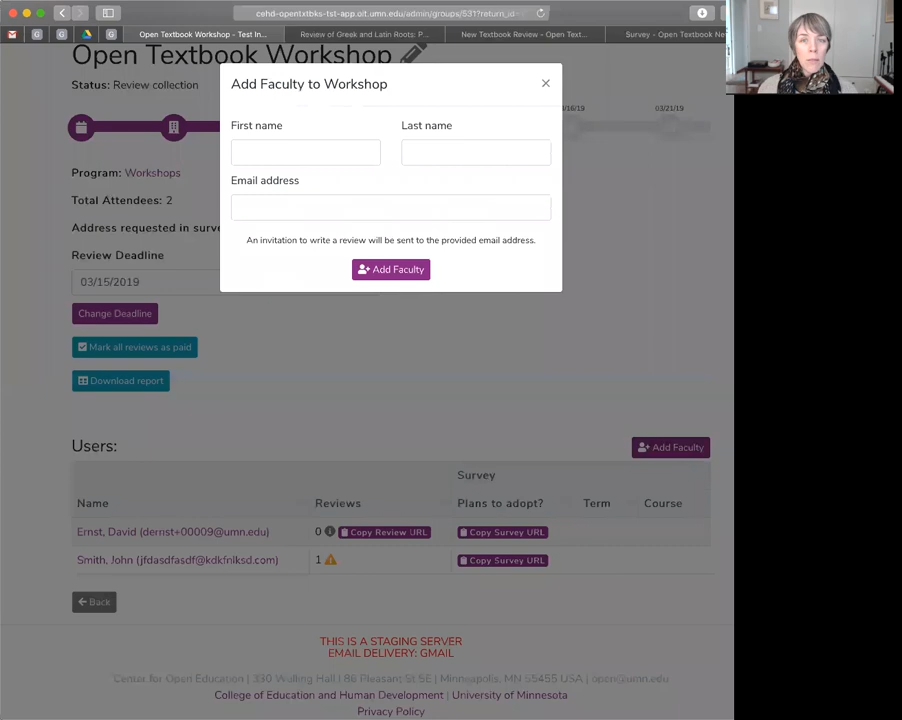 cehd-opentxtbks-tst-app.oit.umn.edu/admin/groups/531?return_id=
Open Textbook Workshop - Test In...
Review of Greek and Latin Roots: P...
New Textbook Review - Open Text...
Survey - Open Textbook Ne
Open Textbook Workshop
Status: Review collection
Add Faculty to Workshop
×
03/21/19
First name
Last name
Email address
An invitation to write a review will be sent to the provided email address.
Add Faculty
Program: Workshops
Total Attendees: 2
Address requested in surve
Review Deadline
03/15/2019
Change Deadline
Mark all reviews as paid
Download report
Users:
Add Faculty
Survey
Name
Reviews
Plans to adopt?
Term
Course
Ernst, David (dernst+00009@umn.edu)
0
Copy Review URL
Copy Survey URL
Smith, John (jfdasdfasdf@kdkfnlksd.com)
1
Copy Survey URL
Back
THIS IS A STAGING SERVER
EMAIL DELIVERY: GMAIL
Center for Open Education | 330 Wulling Hall | 86 Pleasant St SE | Minneapolis, MN 55455 USA | open@umn.edu
College of Education and Human Development | University of Minnesota
Privacy Policy